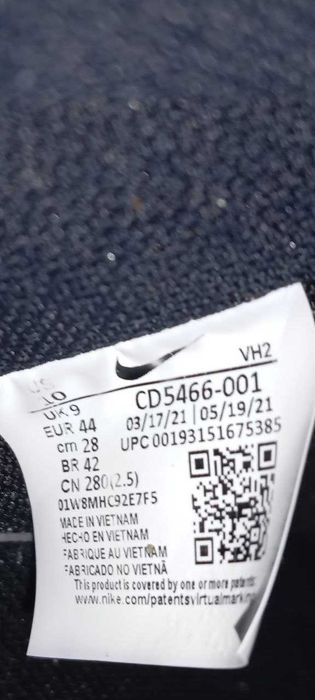 VH2
US 10
UK 9
EUR 44
cm 28
BR 42
CN 280(2.5)
CD5466-001
03/17/21 | 05/19/21
UPC 00193151675385
01W8MHC92E7F5
MADE IN VIETNAM
HECHO EN VIETNAM
FABRIQUE AU VIETNAM
FABRICADO NO VIETNÃ
This product is covered by one or more patents
www.nike.com/patentsvirtualmarking